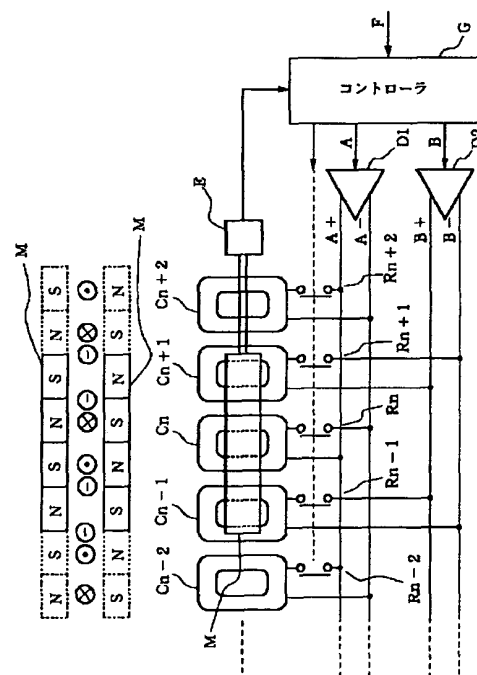 M
N S N S N S N S
S N S N S N S N
M
Cn-2
Cn-1
Cn
Cn+1
Cn+2
E
M
Rn-2
Rn-1
Rn
Rn+1
Rn+2
A+
A-
B+
B-
D1
D2
A
B
コントローラ
F
G